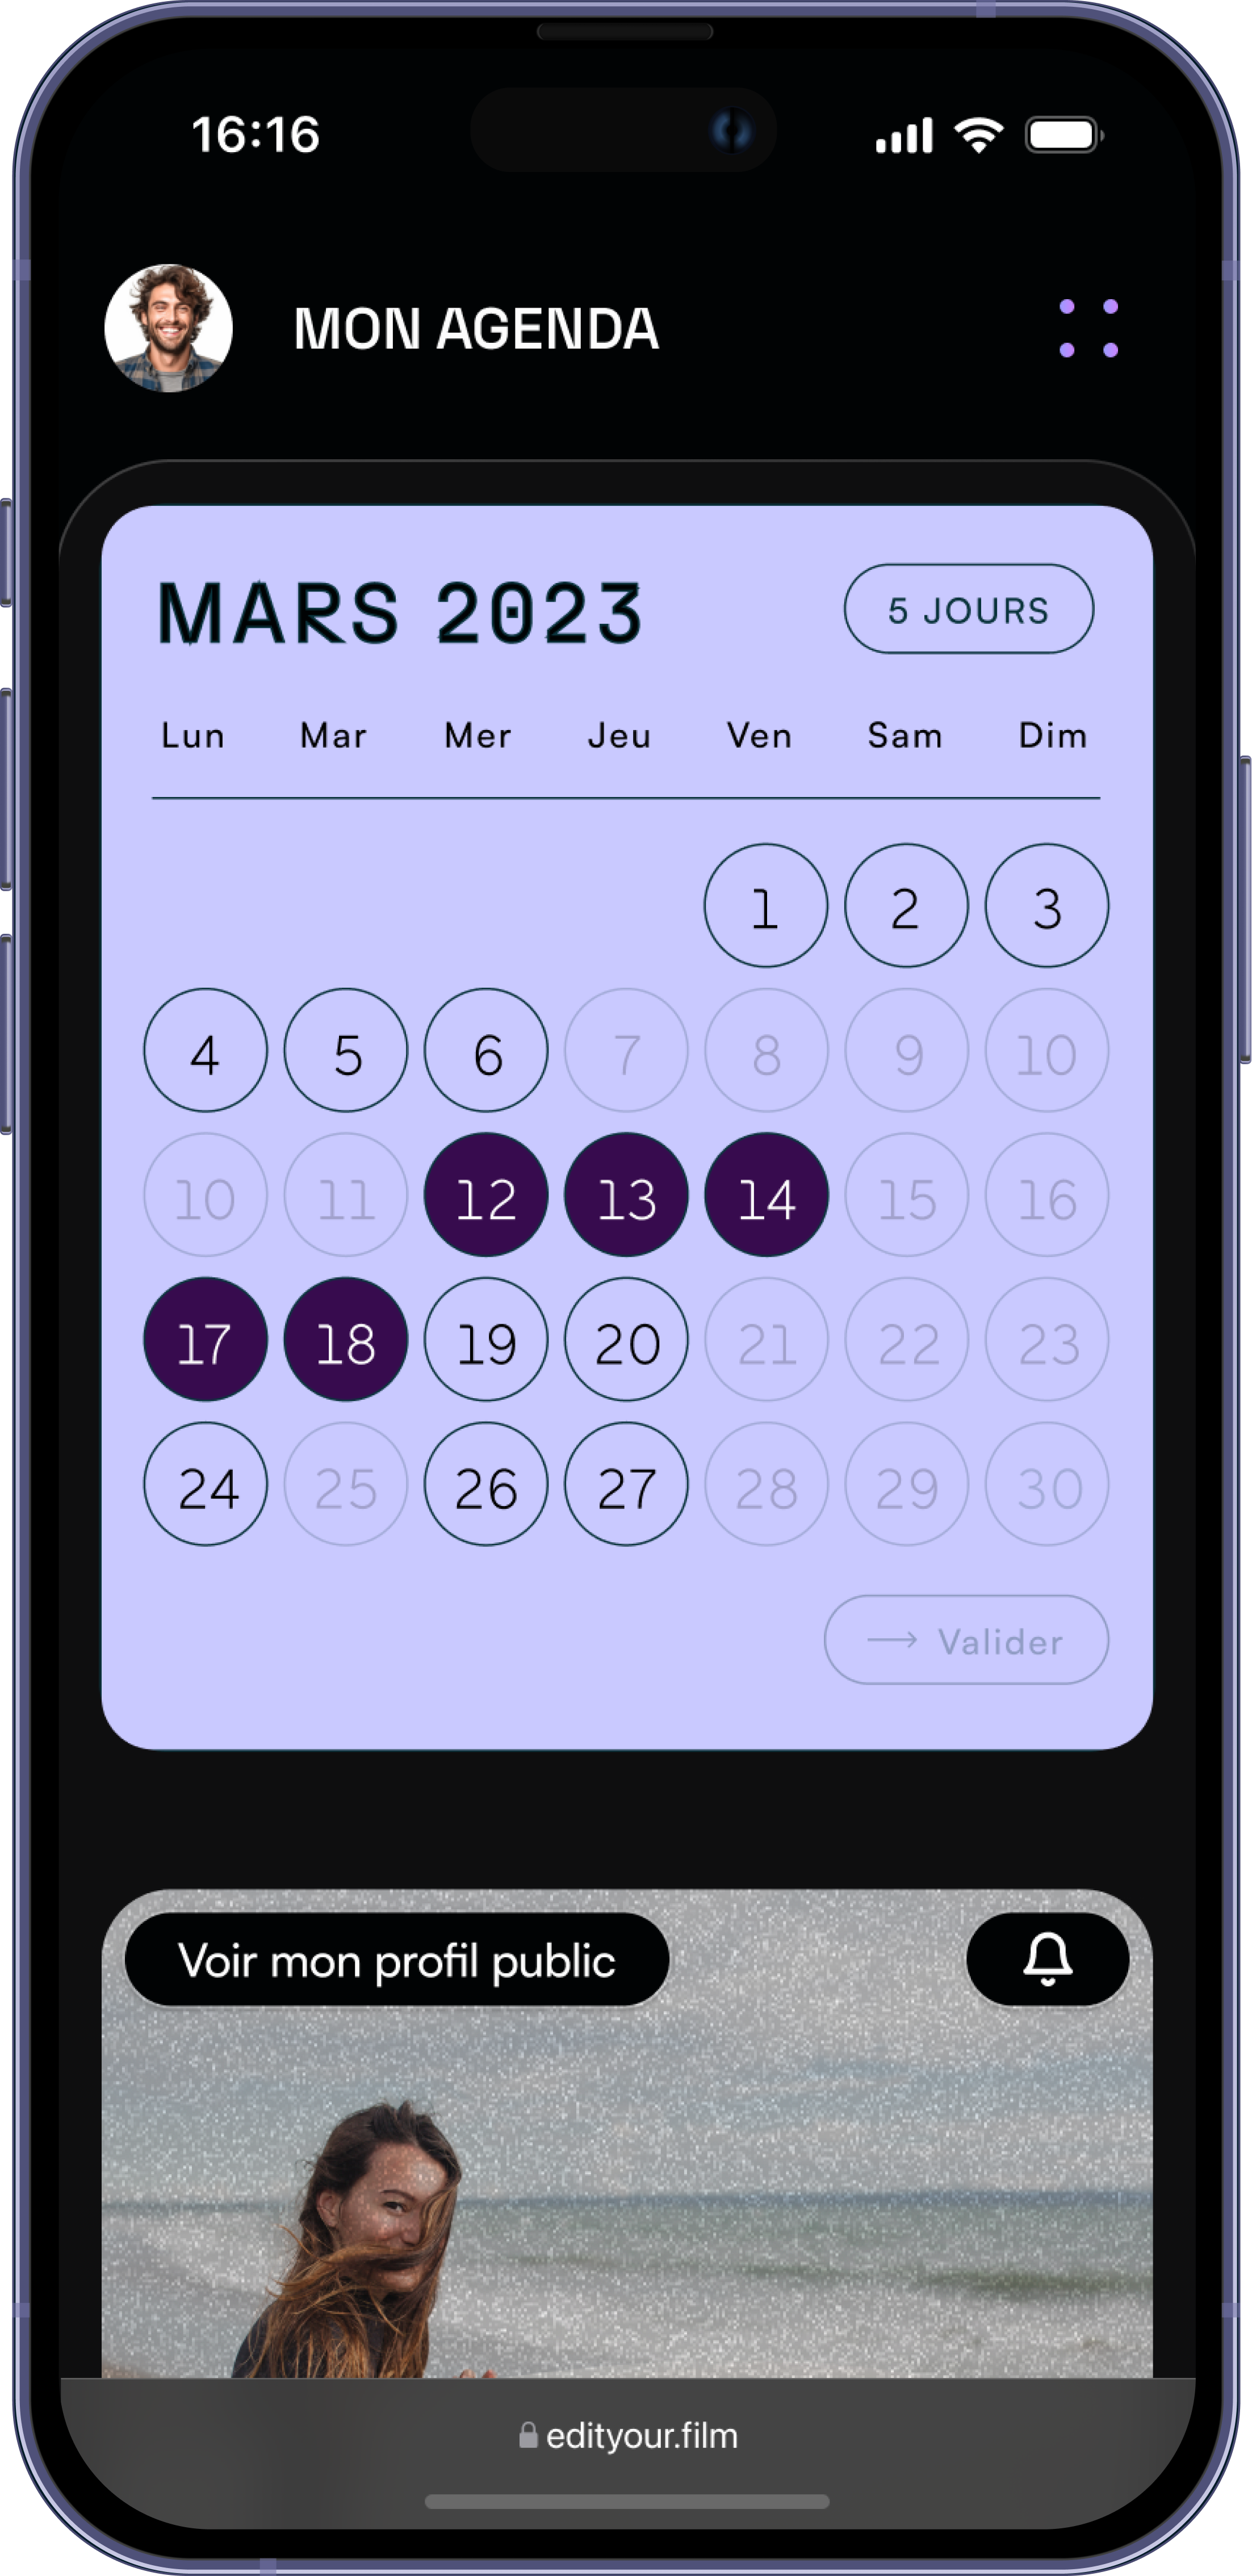 16:16
MON AGENDA
MARS 2023
5 JOURS
Lun Mar Mer Jeu Ven Sam Dim
1 2 3
4 5 6 7 8 9 10
10 11 12 13 14 15 16
17 18 19 20 21 22 23
24 25 26 27 28 29 30
→ Valider
Voir mon profil public
edityour.film